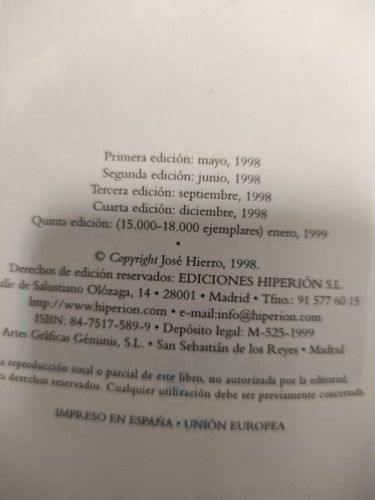 Primera edición: mayo, 1998
Segunda edición: junio, 1998
Tercera edición: septiembre, 1998
Cuarta edición: diciembre, 1998
Quinta edición: (15.000-18.000 ejemplares) enero, 1999
•
© Copyright José Hierro, 1998.
Derechos de edición reservados: EDICIONES HIPERIÓN S.L.
alle de Salustiano Olózaga, 14 • 28001 • Madrid • Tfno.: 91 577 60 15
http://www.hiperion.com • e-mail:info@hiperion.com
ISBN: 84-7517-589-9 • Depósito legal: M-525-1999
Artes Gráficas Géminis, S.L. • San Sebastián de los Reyes • Madrid
a reproducción total o parcial de este libro, no autorizada por la editorial,
a derechos reservados. Cualquier utilización debe ser previamente concertada.
IMPRESO EN ESPAÑA • UNIÓN EUROPEA